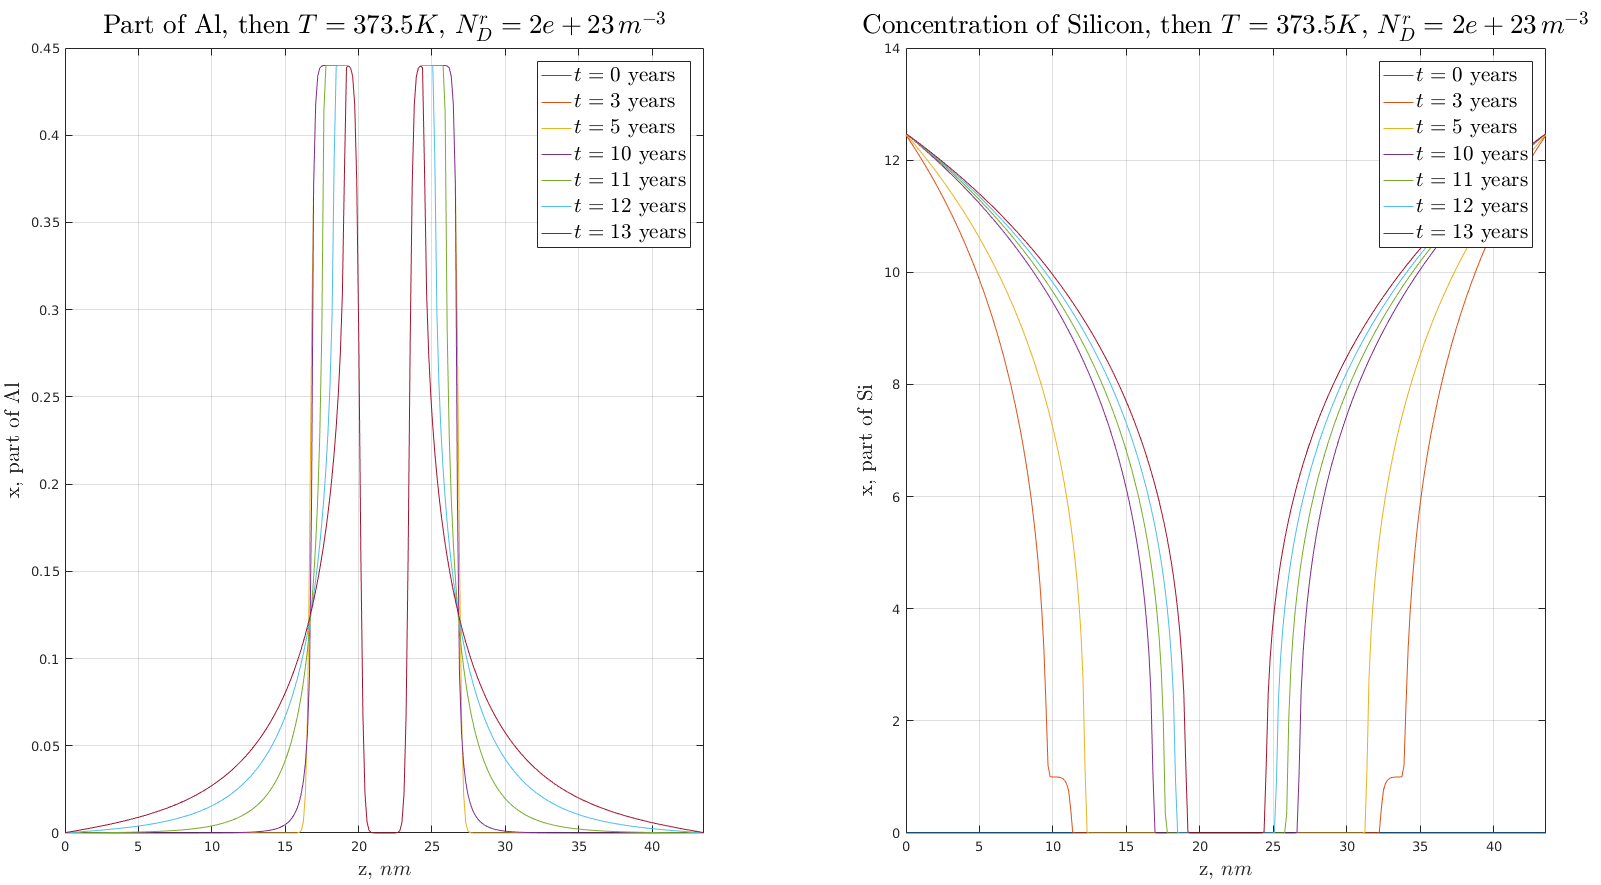 Part of Al, then T = 373.5K, N_D^r = 2e + 23 m^{-3}
0.45
0.4
0.35
0.3
0.25
0.2
0.15
0.1
0.05
0
x, part of Al
0 5 10 15 20 25 30 35 40
z, nm
t = 0 years
t = 3 years
t = 5 years
t = 10 years
t = 11 years
t = 12 years
t = 13 years
Concentration of Silicon, then T = 373.5K, N_D^r = 2e + 23 m^{-3}
14
12
10
8
6
4
2
0
x, part of Si
0 5 10 15 20 25 30 35 40
z, nm
t = 0 years
t = 3 years
t = 5 years
t = 10 years
t = 11 years
t = 12 years
t = 13 years